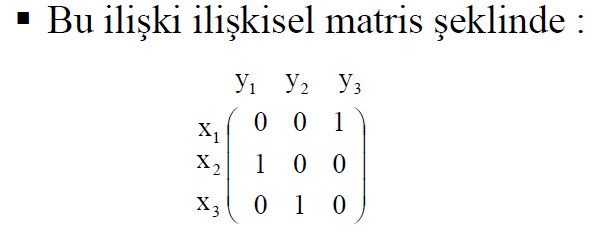 ▪ Bu ilişki ilişkisel matris şeklinde :
y₁ y₂ y₃
x₁ 0 0 1
x₂ 1 0 0
x₃ 0 1 0